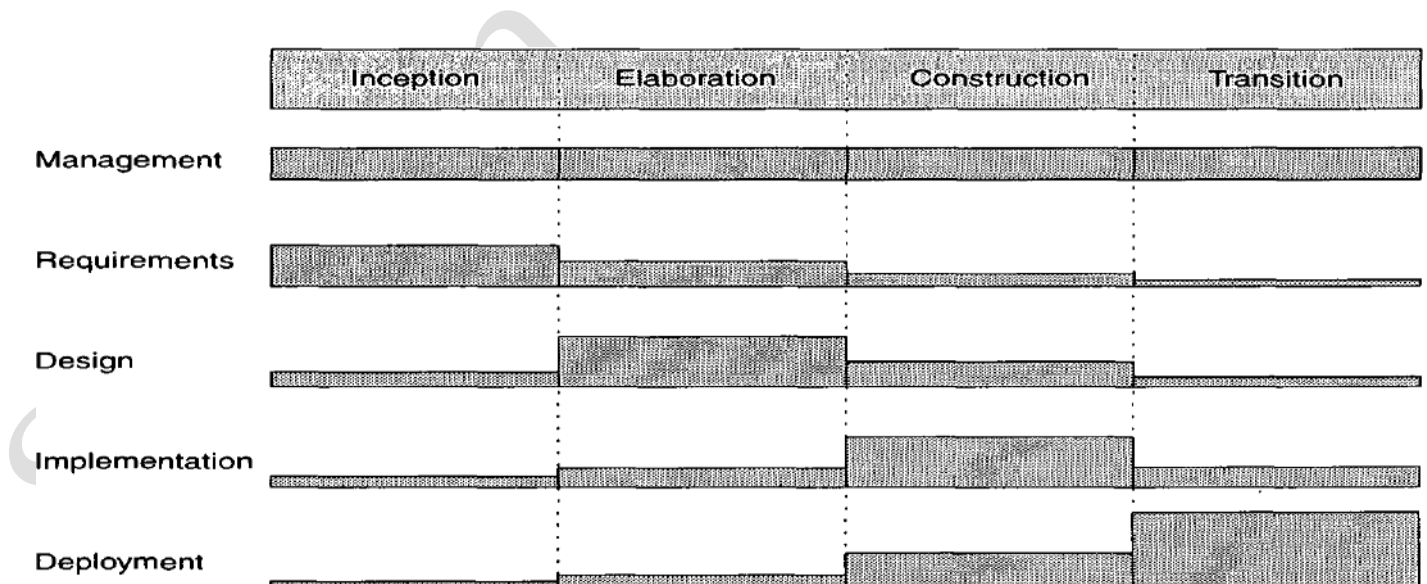 Inception Elaboration Construction Transition
Management
Requirements
Design
Implementation
Deployment